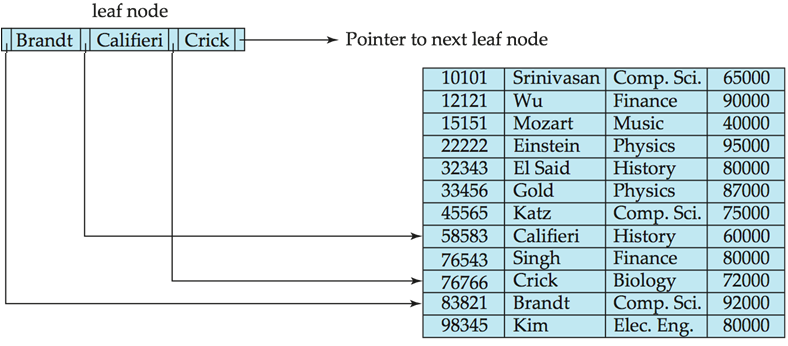 leaf node
Brandt Califieri Crick Pointer to next leaf node
10101 Srinivasan Comp. Sci. 65000
12121 Wu Finance 90000
15151 Mozart Music 40000
22222 Einstein Physics 95000
32343 El Said History 80000
33456 Gold Physics 87000
45565 Katz Comp. Sci. 75000
58583 Califieri History 60000
76543 Singh Finance 80000
76766 Crick Biology 72000
83821 Brandt Comp. Sci. 92000
98345 Kim Elec. Eng. 80000